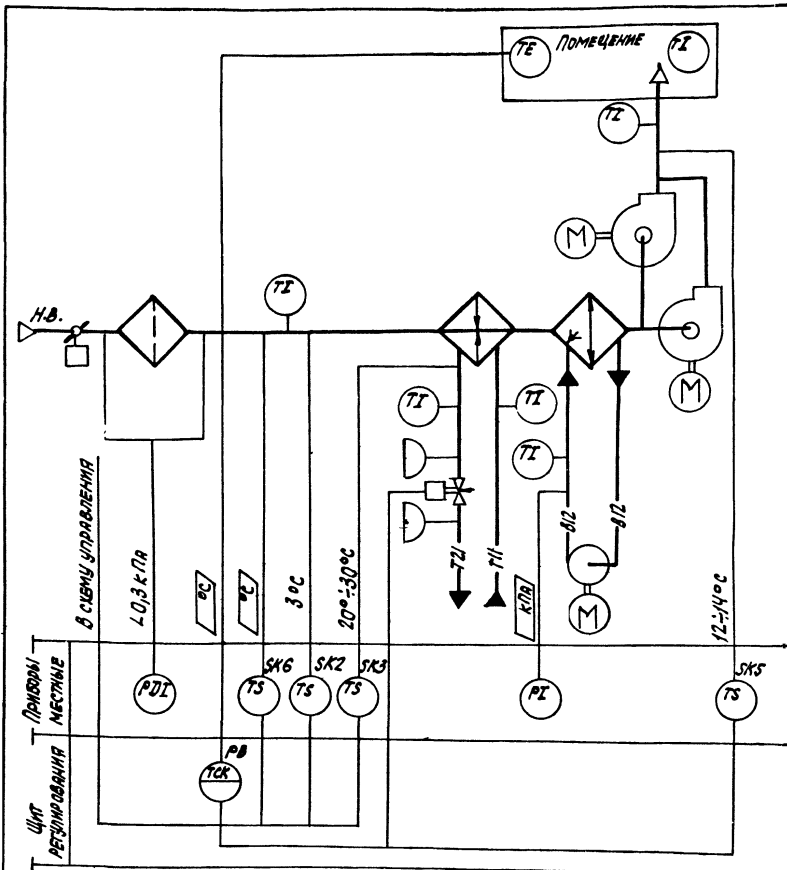 TE
ПОМЕЩЕНИЕ
TI
TI
M
Н.В.
TI
M
TI
TI
TI
В СХЕМУ УПРАВЛЕНИЯ
<0,3 кПа
°С
°С
3°С
20°÷30°С
Т21
Т11
кПА
В12
В12
M
12÷14°С
ПРИБОРЫ
МЕСТНЫЕ
PDI
TS
SK6
TS
SK2
TS
SK3
PI
TS
SK5
ЩИТ
РЕГУЛИРОВАНИЯ
TCK
РВ